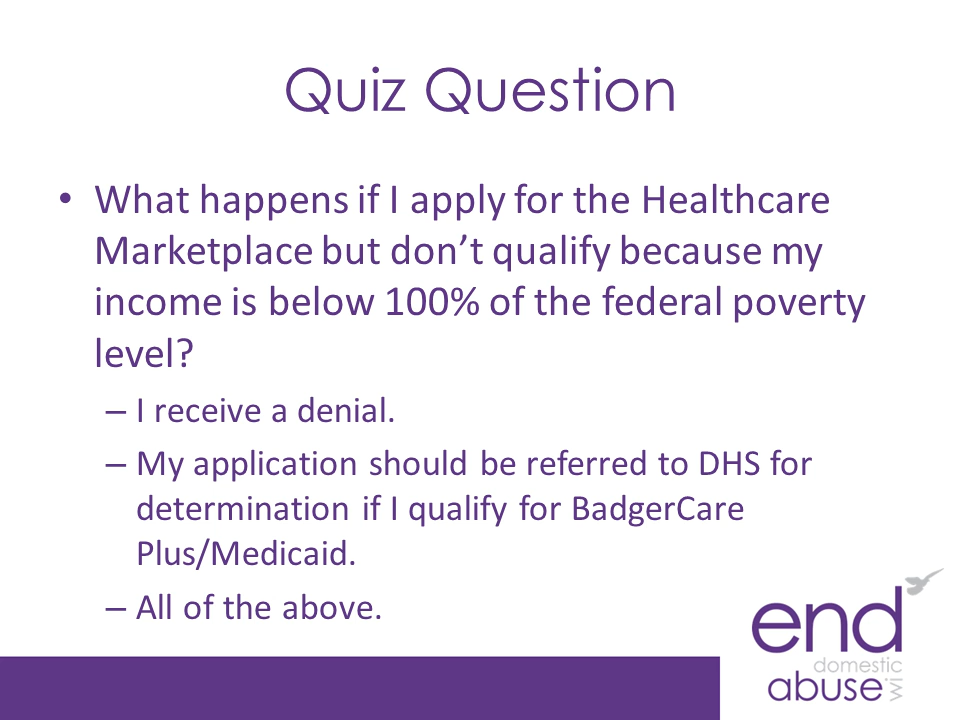 Quiz Question
• What happens if I apply for the Healthcare
Marketplace but don’t qualify because my
income is below 100% of the federal poverty
level?
– I receive a denial.
– My application should be referred to DHS for
determination if I qualify for BadgerCare
Plus/Medicaid.
– All of the above.
end
domestic
abuse
wi